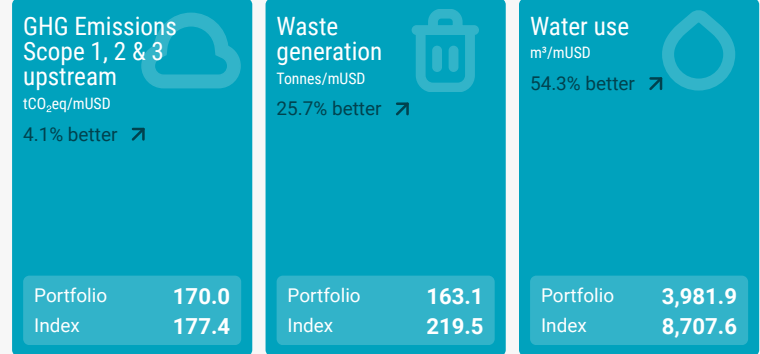 GHG Emissions
Scope 1, 2 & 3
upstream
tCO₂eq/mUSD
4.1% better
Portfolio 170.0
Index 177.4
Waste
generation
Tonnes/mUSD
25.7% better
Portfolio 163.1
Index 219.5
Water use
m³/mUSD
54.3% better
Portfolio 3,981.9
Index 8,707.6